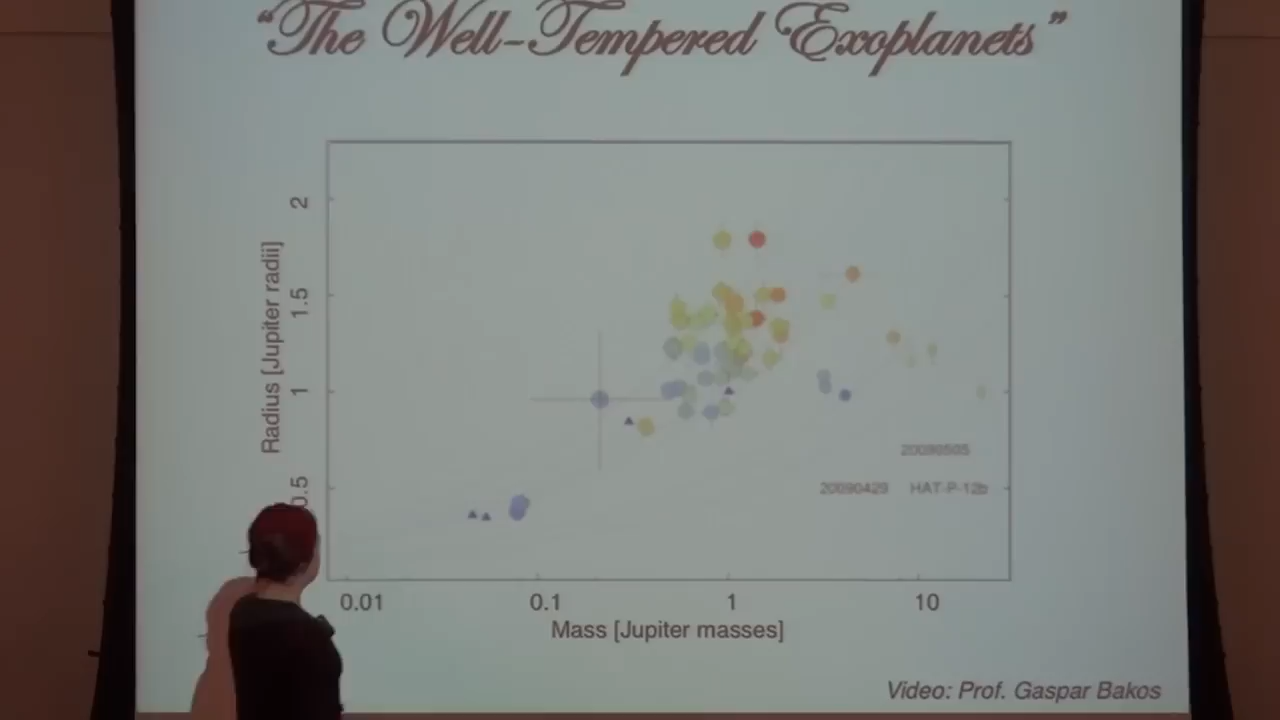 “The Well-Tempered Exoplanets”
Radius [Jupiter radii]
2
1.5
1
0.5
20090505
20090429 HAT-P-12b
0.01 0.1 1 10
Mass [Jupiter masses]
Video: Prof. Gaspar Bakos